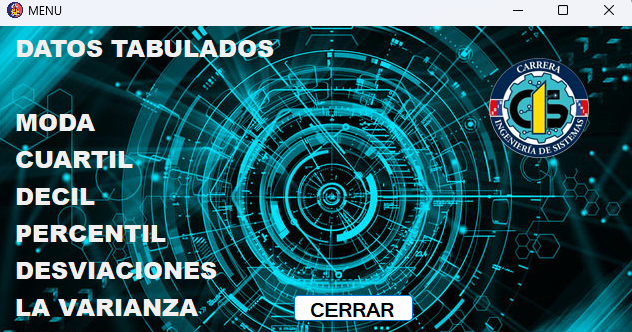 MENU
DATOS TABULADOS
CARRERA
INGENIERÍA DE SISTEMAS
MODA
CUARTIL
DECIL
PERCENTIL
DESVIACIONES
LA VARIANZA
CERRAR